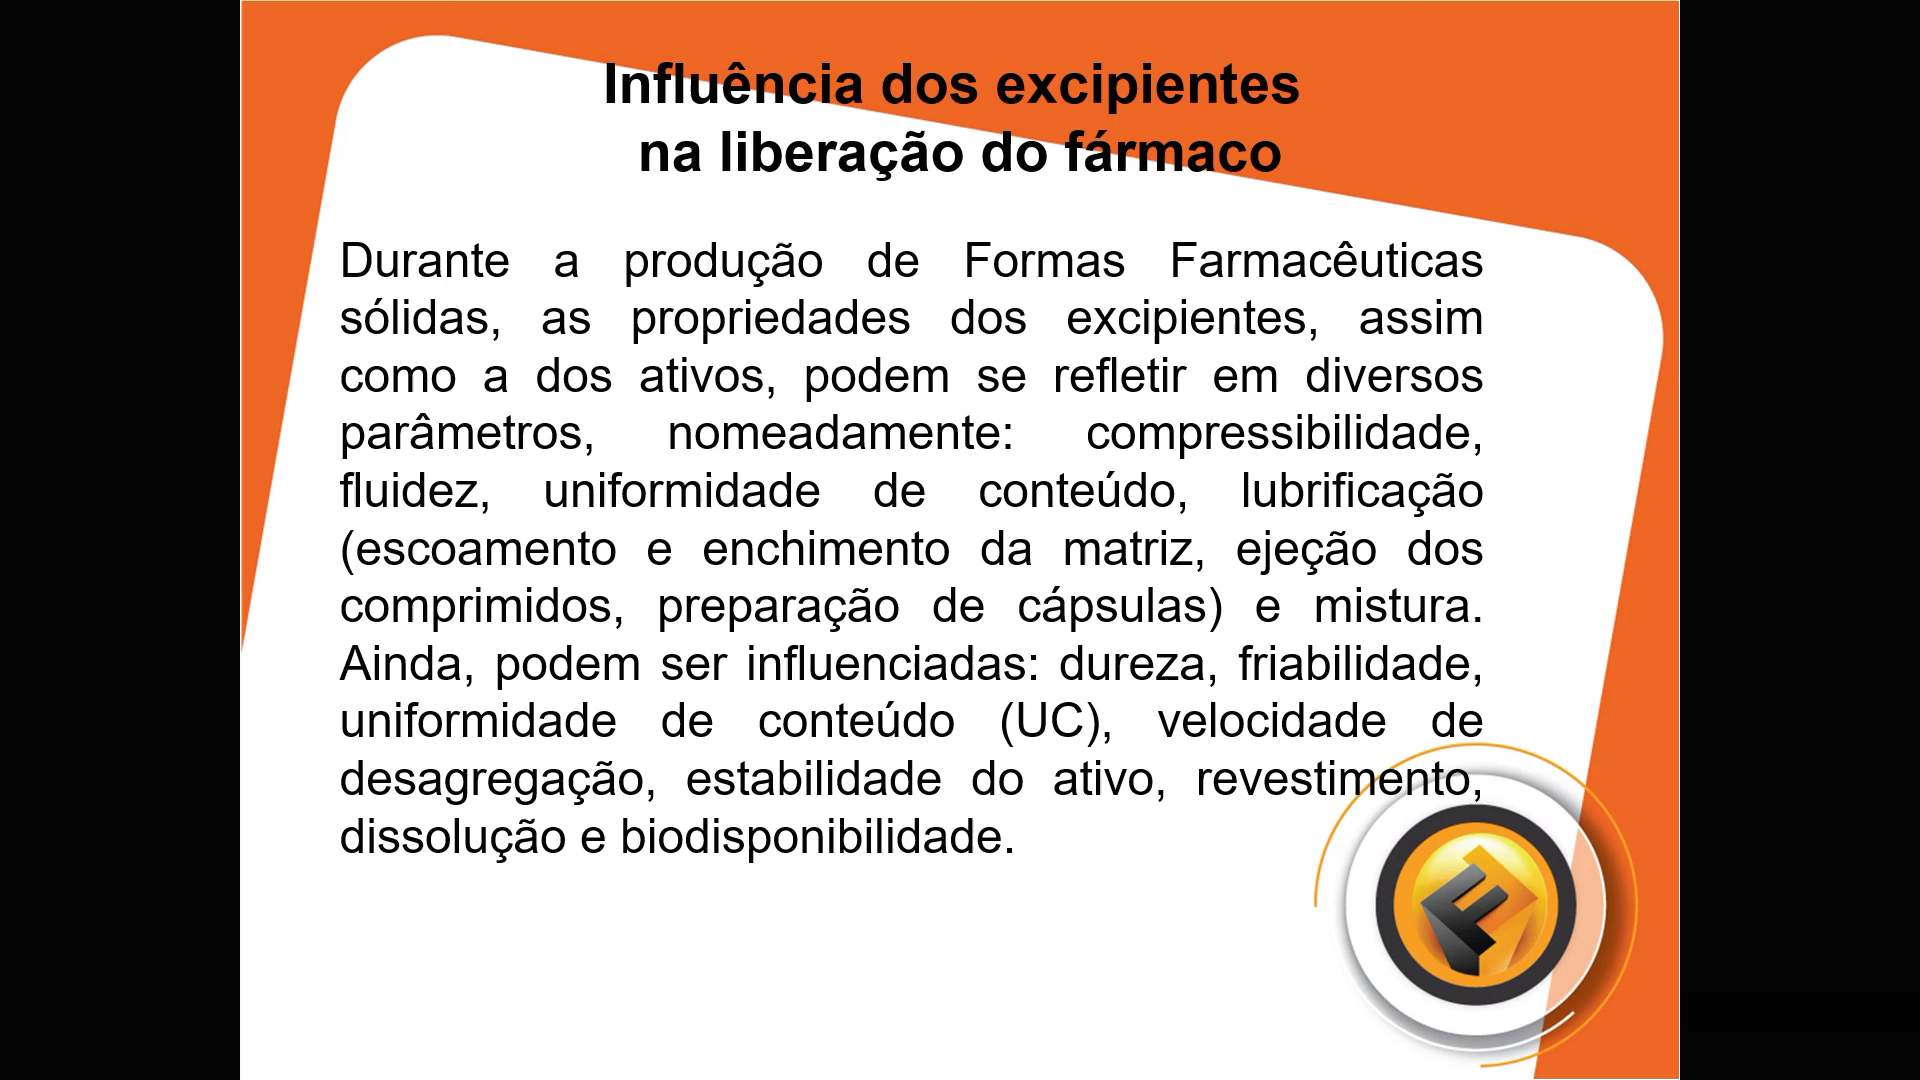 Influência dos excipientes
na liberação do fármaco
Durante a produção de Formas Farmacêuticas
sólidas, as propriedades dos excipientes, assim
como a dos ativos, podem se refletir em diversos
parâmetros, nomeadamente: compressibilidade,
fluidez, uniformidade de conteúdo, lubrificação
(escoamento e enchimento da matriz, ejeção dos
comprimidos, preparação de cápsulas) e mistura.
Ainda, podem ser influenciadas: dureza, friabilidade,
uniformidade de conteúdo (UC), velocidade de
desagregação, estabilidade do ativo, revestimento,
dissolução e biodisponibilidade.